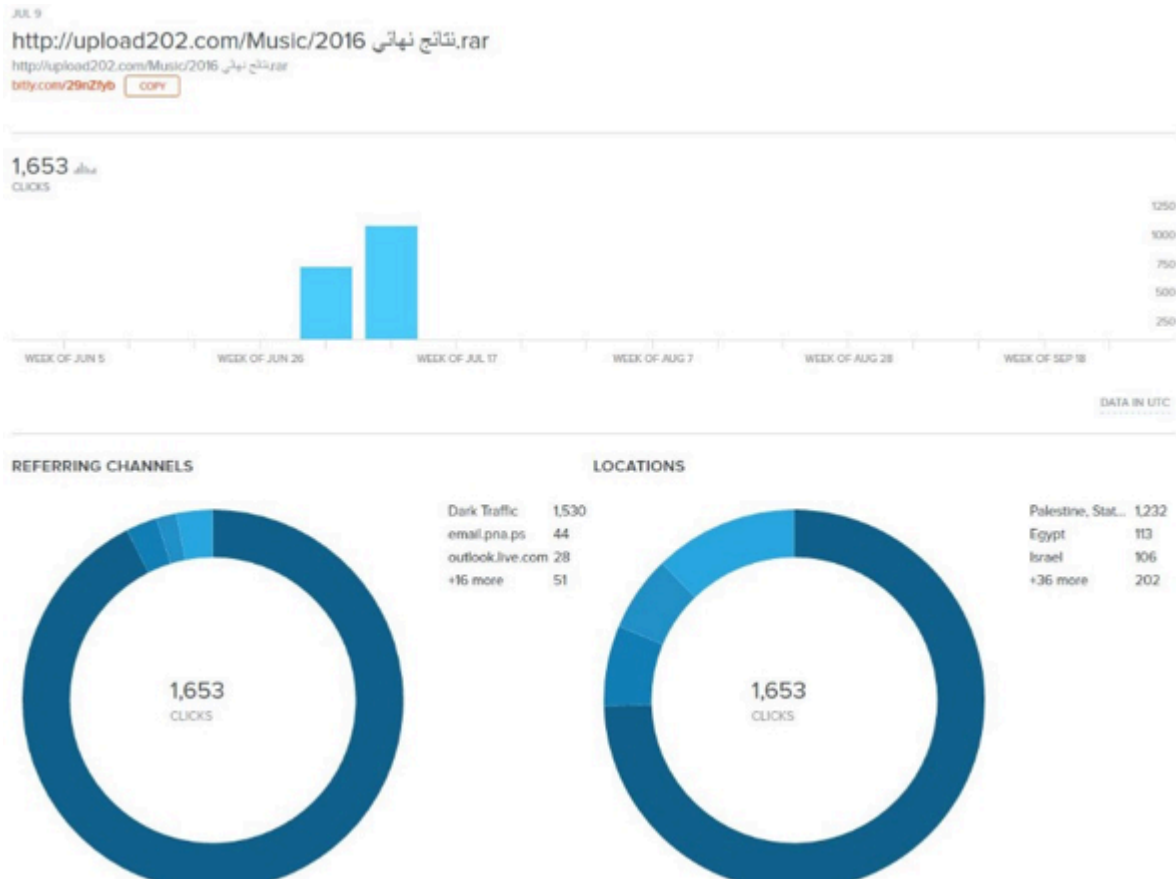 JUL 9
http://upload202.com/Music/2016 نتائج نهائي.rar
http://upload202.com/Music/2016 نتائج نهائي.rar
bitly.com/29nZfyb COPY
1,653
CLICKS
1250
1000
750
500
250
WEEK OF JUN 5 WEEK OF JUN 26 WEEK OF JUL 17 WEEK OF AUG 7 WEEK OF AUG 28 WEEK OF SEP 18
DATA IN UTC
REFERRING CHANNELS
Dark Traffic 1,530
email.pna.ps 44
outlook.live.com 28
+16 more 51
1,653
CLICKS
LOCATIONS
Palestine, Stat... 1,232
Egypt 113
Israel 106
+36 more 202
1,653
CLICKS